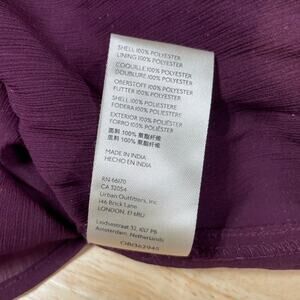 SHELL 100% POLYESTER
LINING 100% POLYESTER
COQUILLE 100% POLYESTER
DOUBLURE 100% POLYESTER
OBERSTOFF 100% POLYESTER
FUTTER 100% POLYESTER
SHELL 100% POLIESTERE
FODERA 100% POLIESTERE
EXTERIOR 100% POLIÉSTER
FORRO 100% POLIÉSTER
面料 100% 聚酯纤维
里料 100% 聚酯纤维
MADE IN INDIA
HECHO EN INDIA
RN 66170
CA 32054
Urban Outfitters, Inc
146 Brick Lane
LONDON, E1 6RU
Leidsestraat 32, 1017 PB
Amsterdam, Netherlands